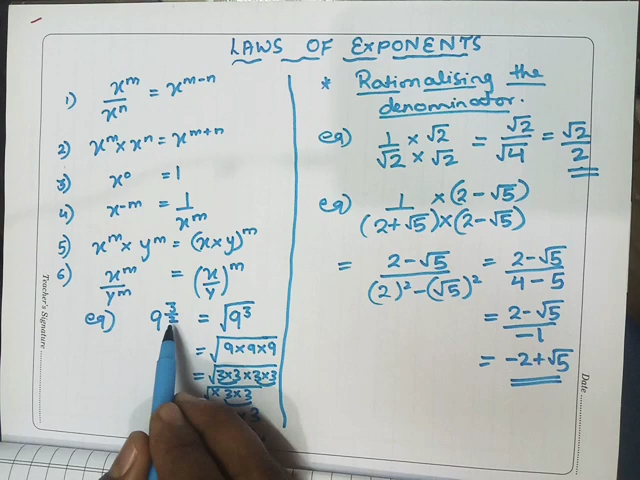 LAWS OF EXPONENTS
1) x^m/x^n = x^(m-n)
2) x^m × x^n = x^(m+n)
3) x^0 = 1
4) x^-m = 1/x^m
5) x^m × y^m = (x×y)^m
6) x^m/y^m = (x/y)^m
eg) 9^(3/2) = √9^3
= √9×9×9
= √3×3×3×3
× 3×3
× 3
* Rationalising the
denominator.
eg) 1/√2 × √2/√2 = √2/√4 = √2/2
eg) 1/(2+√5) × (2-√5)/(2-√5)
= (2-√5)/((2)²-(√5)²) = (2-√5)/(4-5)
= (2-√5)/-1
= -2+√5
Teacher's Signature
Date